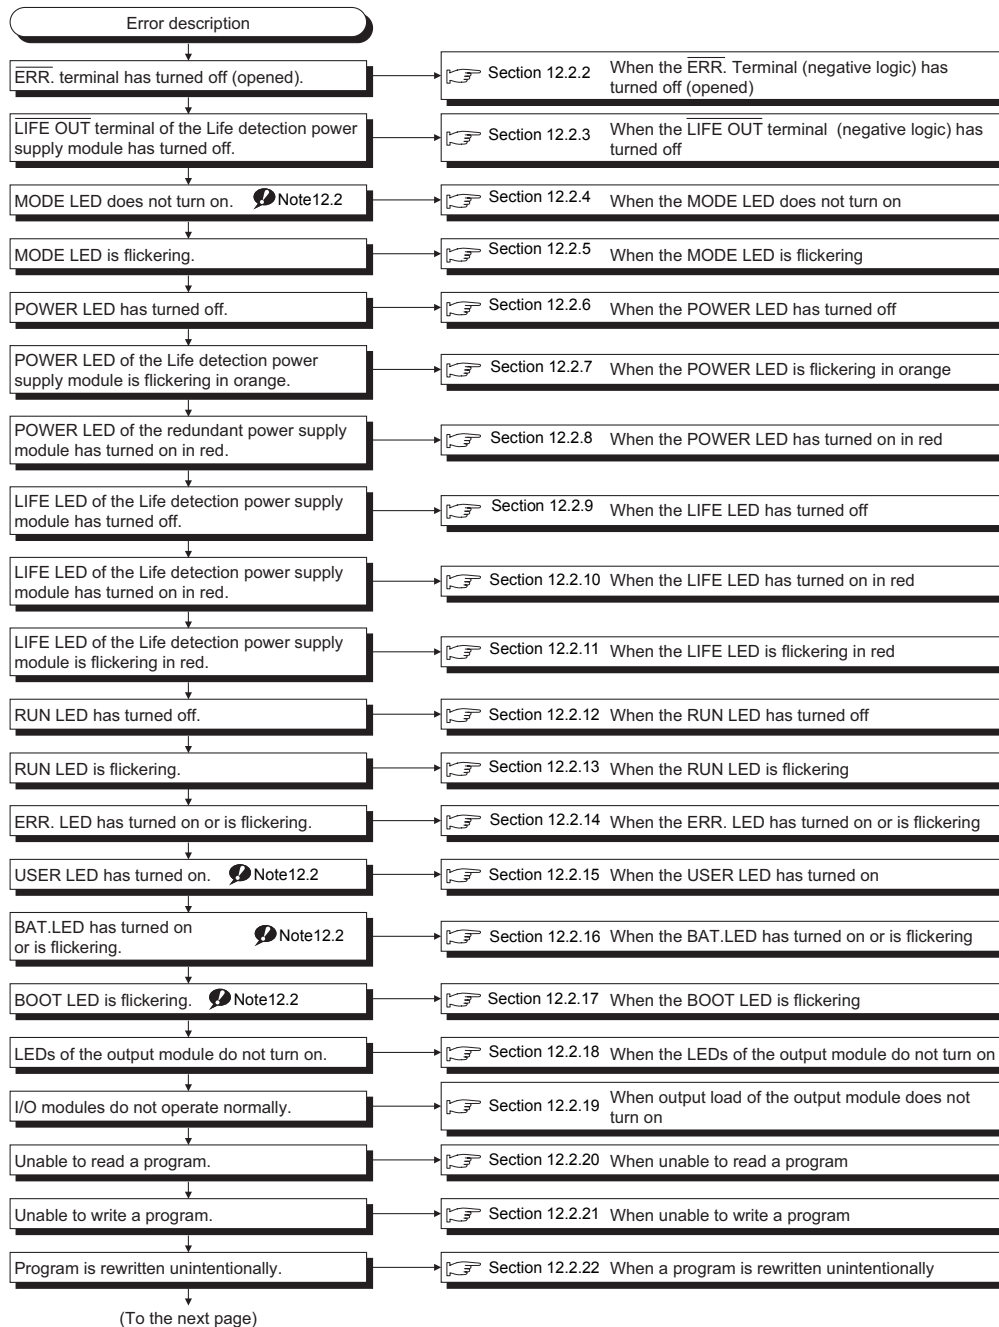 Error description
ERR. terminal has turned off (opened).
Section 12.2.2 When the ERR. Terminal (negative logic) has
turned off (opened)
LIFE OUT terminal of the Life detection power
supply module has turned off.
Section 12.2.3 When the LIFE OUT terminal (negative logic) has
turned off
MODE LED does not turn on. Note12.2
Section 12.2.4 When the MODE LED does not turn on
MODE LED is flickering.
Section 12.2.5 When the MODE LED is flickering
POWER LED has turned off.
Section 12.2.6 When the POWER LED has turned off
POWER LED of the Life detection power
supply module is flickering in orange.
Section 12.2.7 When the POWER LED is flickering in orange
POWER LED of the redundant power supply
module has turned on in red.
Section 12.2.8 When the POWER LED has turned on in red
LIFE LED of the Life detection power supply
module has turned off.
Section 12.2.9 When the LIFE LED has turned off
LIFE LED of the Life detection power supply
module has turned on in red.
Section 12.2.10 When the LIFE LED has turned on in red
LIFE LED of the Life detection power supply
module is flickering in red.
Section 12.2.11 When the LIFE LED is flickering in red
RUN LED has turned off.
Section 12.2.12 When the RUN LED has turned off
RUN LED is flickering.
Section 12.2.13 When the RUN LED is flickering
ERR. LED has turned on or is flickering.
Section 12.2.14 When the ERR. LED has turned on or is flickering
USER LED has turned on. Note12.2
Section 12.2.15 When the USER LED has turned on
BAT.LED has turned on
or is flickering. Note12.2
Section 12.2.16 When the BAT.LED has turned on or is flickering
BOOT LED is flickering. Note12.2
Section 12.2.17 When the BOOT LED is flickering
LEDs of the output module do not turn on.
Section 12.2.18 When the LEDs of the output module do not turn on
I/O modules do not operate normally.
Section 12.2.19 When output load of the output module does not
turn on
Unable to read a program.
Section 12.2.20 When unable to read a program
Unable to write a program.
Section 12.2.21 When unable to write a program
Program is rewritten unintentionally.
Section 12.2.22 When a program is rewritten unintentionally
(To the next page)